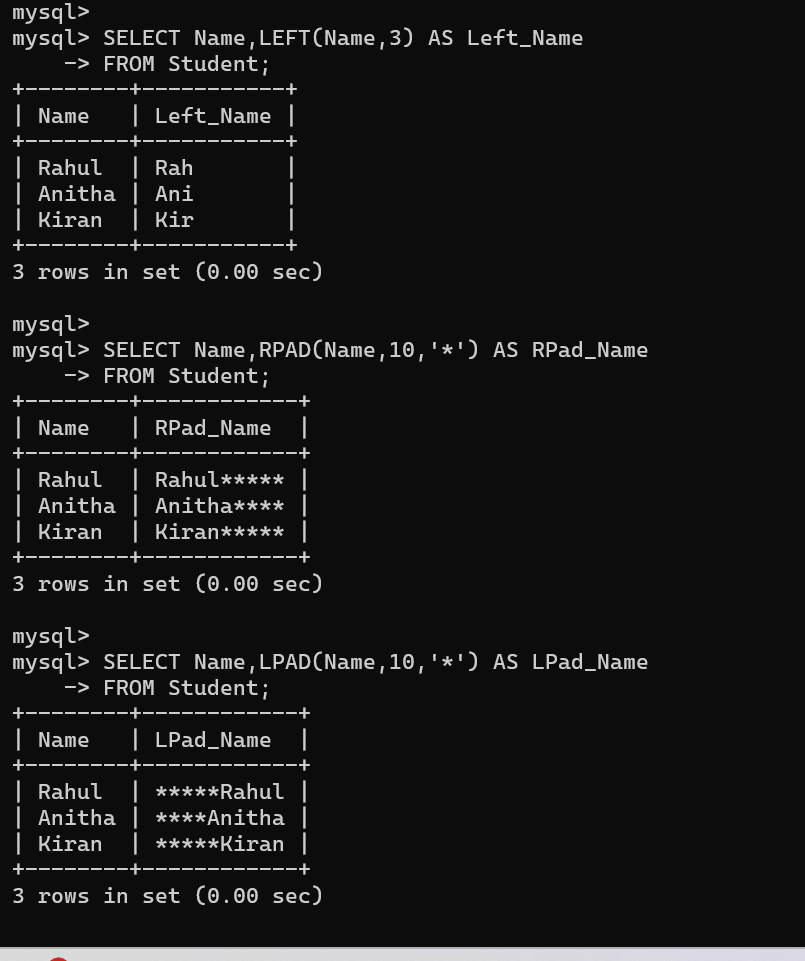 mysql>
mysql> SELECT Name,LEFT(Name,3) AS Left_Name
    -> FROM Student;
+--------+-----------+
| Name   | Left_Name |
+--------+-----------+
| Rahul  | Rah       |
| Anitha | Ani       |
| Kiran  | Kir       |
+--------+-----------+
3 rows in set (0.00 sec)

mysql>
mysql> SELECT Name,RPAD(Name,10,'*') AS RPad_Name
    -> FROM Student;
+--------+------------+
| Name   | RPad_Name  |
+--------+------------+
| Rahul  | Rahul***** |
| Anitha | Anitha**** |
| Kiran  | Kiran***** |
+--------+------------+
3 rows in set (0.00 sec)

mysql>
mysql> SELECT Name,LPAD(Name,10,'*') AS LPad_Name
    -> FROM Student;
+--------+------------+
| Name   | LPad_Name  |
+--------+------------+
| Rahul  | *****Rahul |
| Anitha | ****Anitha |
| Kiran  | *****Kiran |
+--------+------------+
3 rows in set (0.00 sec)